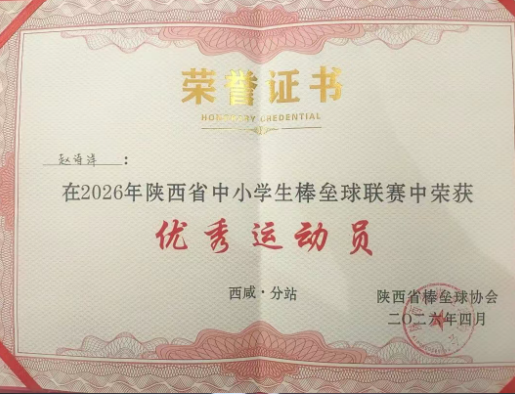 荣誉证书
HONORARY CREDENTIAL
赵海洋：
在2026年陕西省中小学生棒垒球联赛中荣获
优秀运动员
西咸·分站
陕西省棒垒球协会
二〇二六年四月